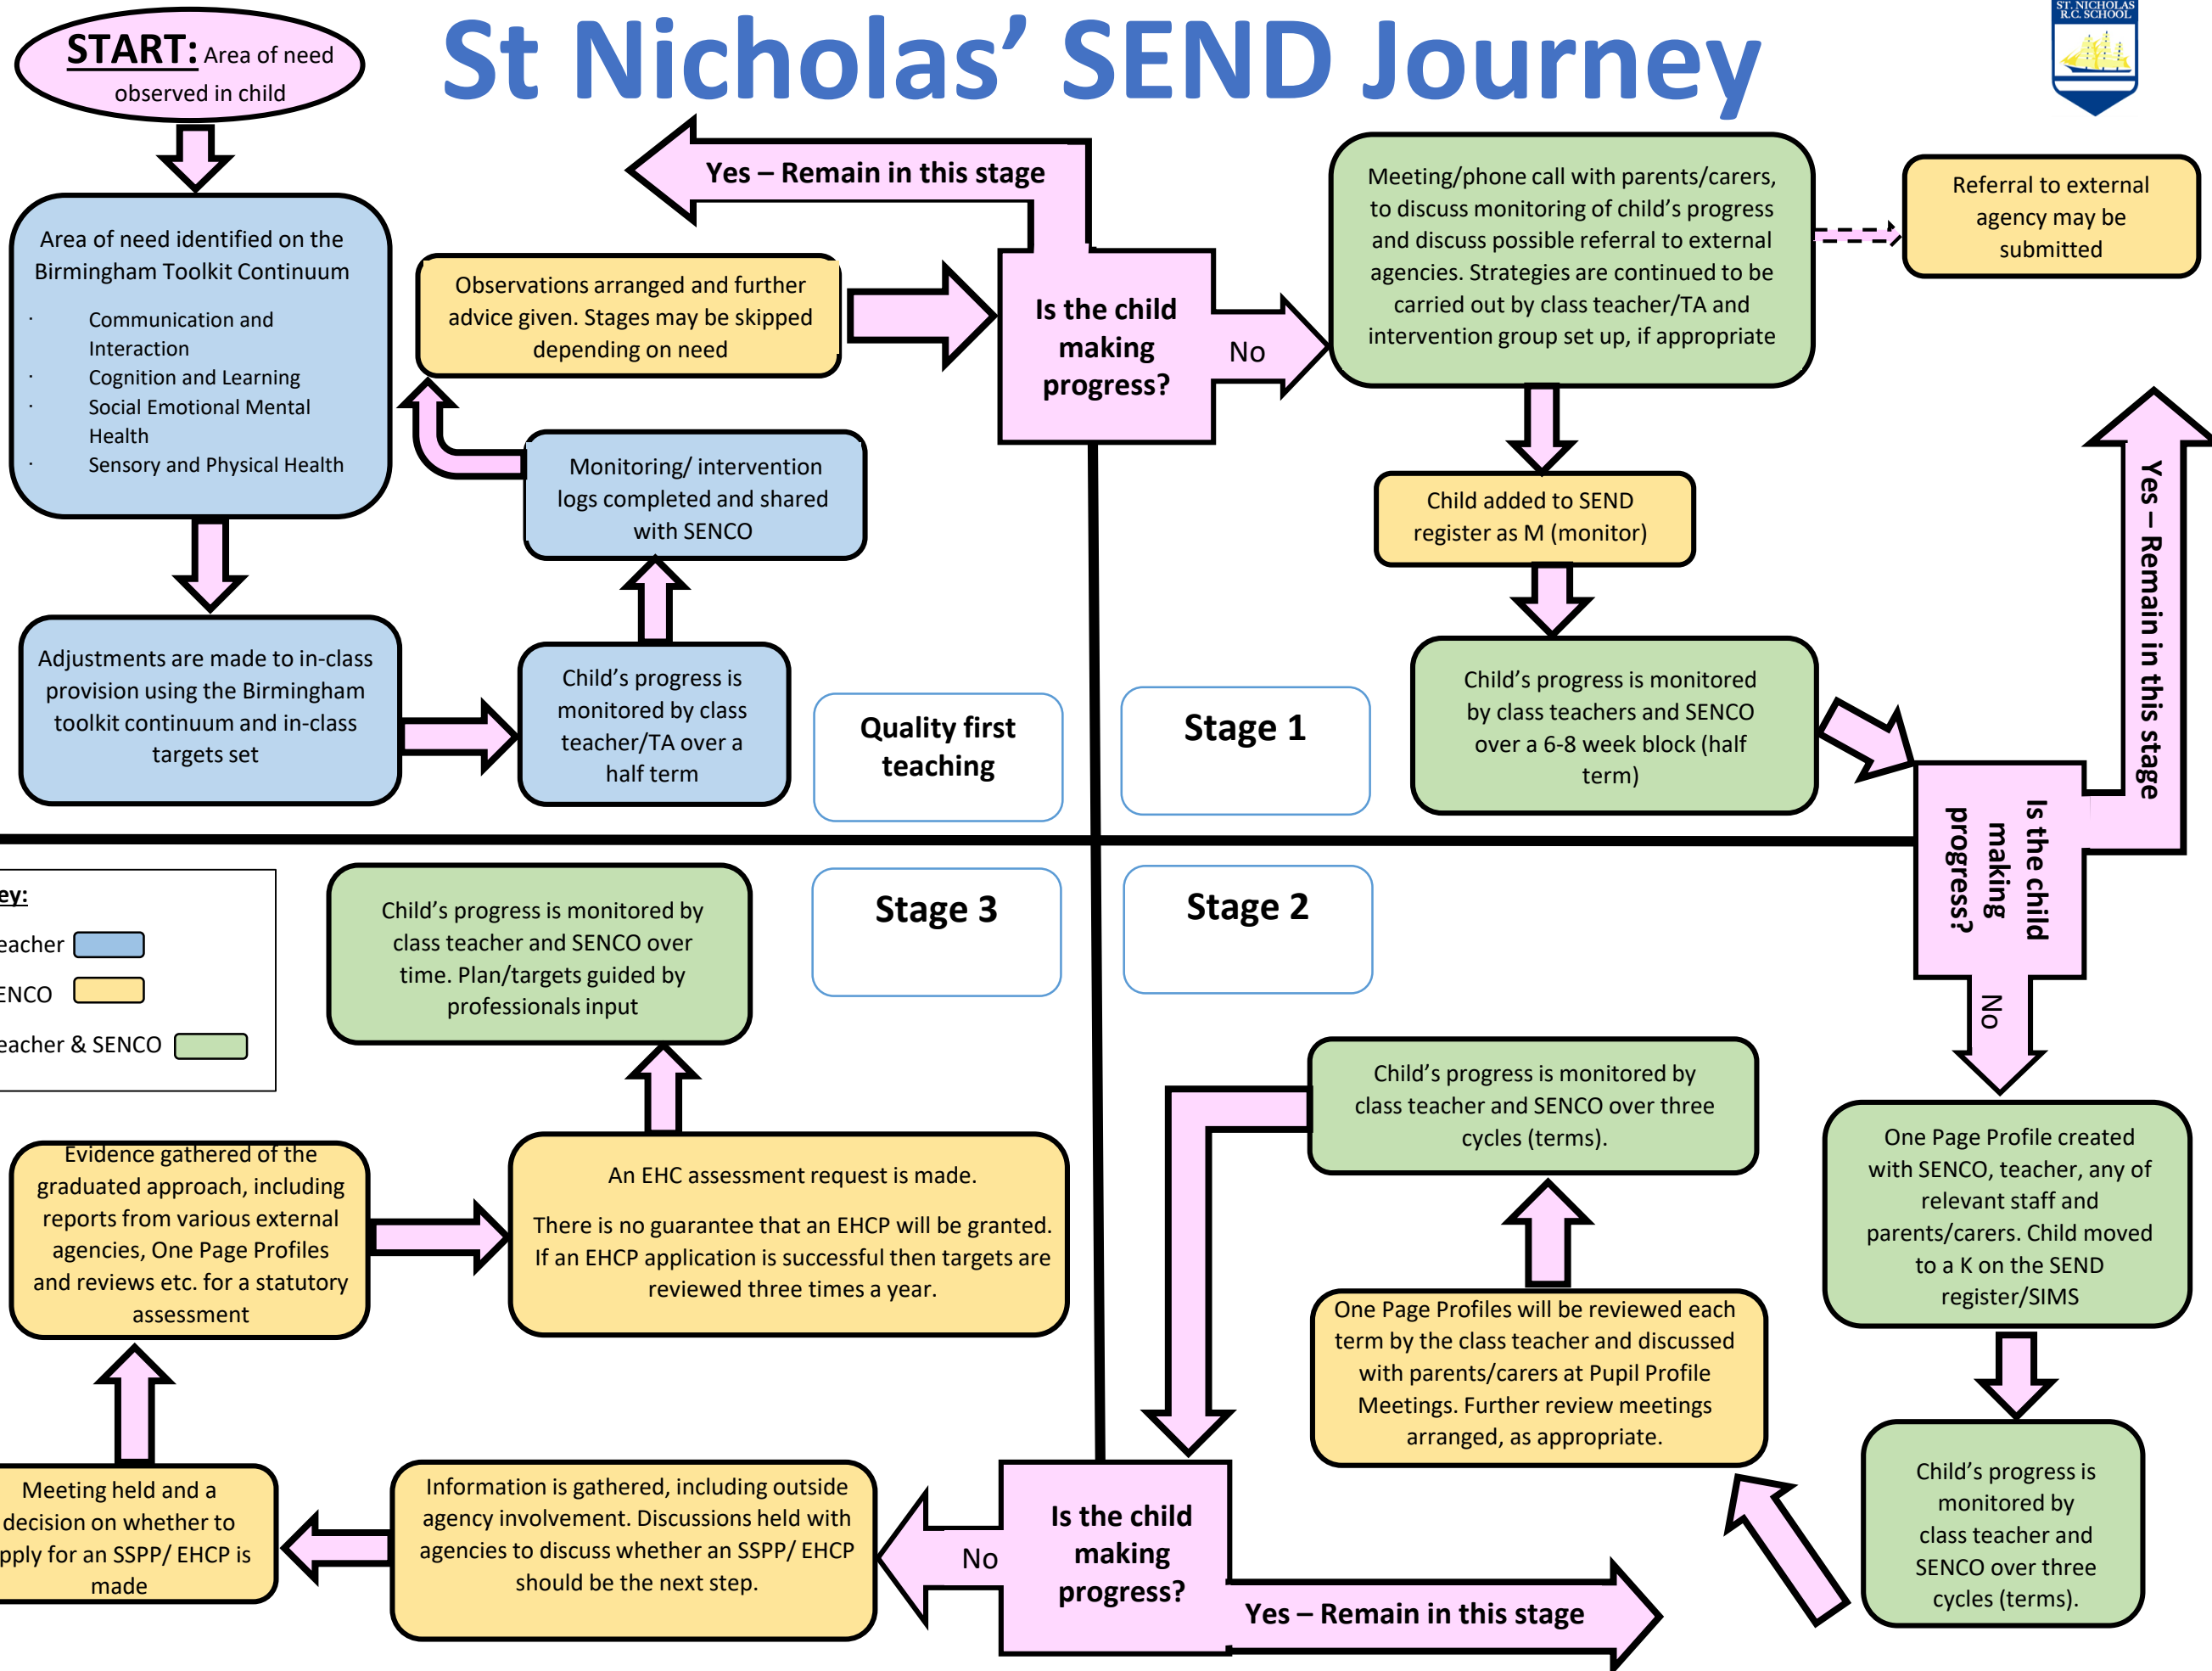 St Nicholas’ SEND Journey
ST. NICHOLAS
R.C. SCHOOL
START: Area of need
observed in child
Area of need identified on the
Birmingham Toolkit Continuum
· Communication and
Interaction
· Cognition and Learning
· Social Emotional Mental
Health
· Sensory and Physical Health
Adjustments are made to in-class
provision using the Birmingham
toolkit continuum and in-class
targets set
Child’s progress is
monitored by class
teacher/TA over a
half term
Monitoring/ intervention
logs completed and shared
with SENCO
Observations arranged and further
advice given. Stages may be skipped
depending on need
Is the child
making
progress?
Yes – Remain in this stage
No
Quality first
teaching
Stage 1
Meeting/phone call with parents/carers,
to discuss monitoring of child’s progress
and discuss possible referral to external
agencies. Strategies are continued to be
carried out by class teacher/TA and
intervention group set up, if appropriate
Referral to external
agency may be
submitted
Child added to SEND
register as M (monitor)
Child’s progress is monitored
by class teachers and SENCO
over a 6-8 week block (half
term)
Is the child
making
progress?
Yes – Remain in this stage
No
Stage 2
One Page Profile created
with SENCO, teacher, any of
relevant staff and
parents/carers. Child moved
to a K on the SEND
register/SIMS
Child’s progress is
monitored by
class teacher and
SENCO over three
cycles (terms).
One Page Profiles will be reviewed each
term by the class teacher and discussed
with parents/carers at Pupil Profile
Meetings. Further review meetings
arranged, as appropriate.
Child’s progress is monitored by
class teacher and SENCO over three
cycles (terms).
Is the child
making
progress?
Yes – Remain in this stage
No
Stage 3
Information is gathered, including outside
agency involvement. Discussions held with
agencies to discuss whether an SSPP/ EHCP
should be the next step.
Meeting held and a
decision on whether to
pply for an SSPP/ EHCP is
made
Evidence gathered of the
graduated approach, including
reports from various external
agencies, One Page Profiles
and reviews etc. for a statutory
assessment
An EHC assessment request is made.
There is no guarantee that an EHCP will be granted.
If an EHCP application is successful then targets are
reviewed three times a year.
Child’s progress is monitored by
class teacher and SENCO over
time. Plan/targets guided by
professionals input
ey:
eacher
ENCO
eacher & SENCO